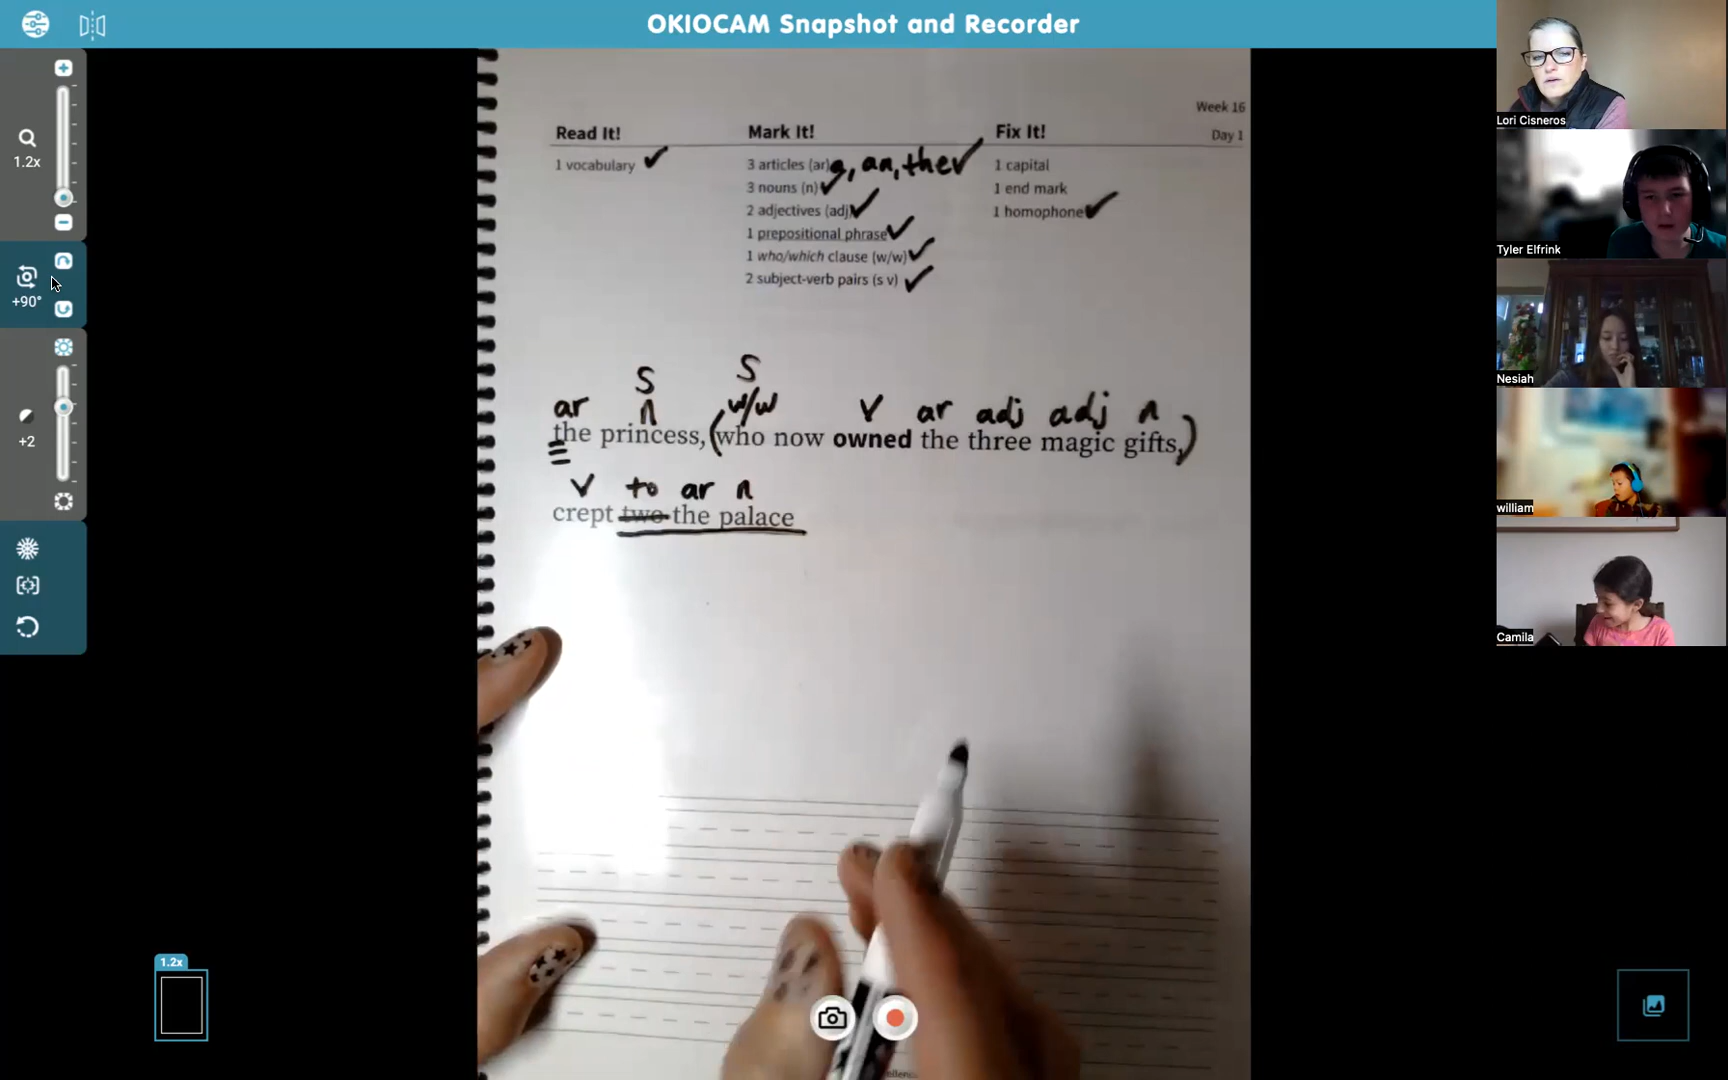 OKIOCAM Snapshot and Recorder
1.2x
+90°
+2
1.2x
Week 16
Day 1
Read It!
1 vocabulary ✓
Mark It!
3 articles (ar) a, an, the ✓
3 nouns (n) ✓
2 adjectives (adj) ✓
1 prepositional phrase ✓
1 who/which clause (w/w) ✓
2 subject-verb pairs (s v) ✓
Fix It!
1 capital
1 end mark
1 homophone ✓
S S
ar n w/w v ar adj adj n
the princess, (who now owned the three magic gifts,)
v to ar n
crept two the palace
Lori Cisneros
Tyler Elfrink
Nesiah
william
Camila